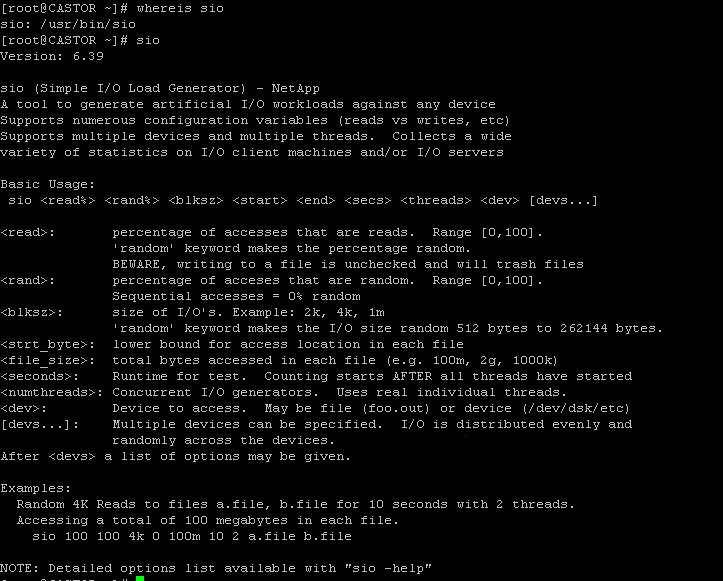 [root@CASTOR ~]# whereis sio
sio: /usr/bin/sio
[root@CASTOR ~]# sio
Version: 6.39

sio (Simple I/O Load Generator) - NetApp
A tool to generate artificial I/O workloads against any device
Supports numerous configuration variables (reads vs writes, etc)
Supports multiple devices and multiple threads.  Collects a wide
variety of statistics on I/O client machines and/or I/O servers

Basic Usage:
 sio <read%> <rand%> <blksz> <start> <end> <secs> <threads> <dev> [devs...]

<read>:       percentage of accesses that are reads.  Range [0,100].
              'random' keyword makes the percentage random.
              BEWARE, writing to a file is unchecked and will trash files
<rand>:       percentage of acceses that are random.  Range [0,100].
              Sequential accesses = 0% random
<blksz>:      size of I/O's. Example: 2k, 4k, 1m
              'random' keyword makes the I/O size random 512 bytes to 262144 bytes.
<strt_byte>:  lower bound for access location in each file
<file_size>:  total bytes accessed in each file (e.g. 100m, 2g, 1000k)
<seconds>:    Runtime for test.  Counting starts AFTER all threads have started
<numthreads>: Concurrent I/O generators.  Uses real individual threads.
<dev>:        Device to access.  May be file (foo.out) or device (/dev/dsk/etc)
[devs...]:    Multiple devices can be specified.  I/O is distributed evenly and
              randomly across the devices.
After <devs> a list of options may be given.

Examples:
  Random 4K Reads to files a.file, b.file for 10 seconds with 2 threads.
  Accessing a total of 100 megabytes in each file.
    sio 100 100 4k 0 100m 10 2 a.file b.file

NOTE: Detailed options list available with "sio -help"
[root@CASTOR ~]#